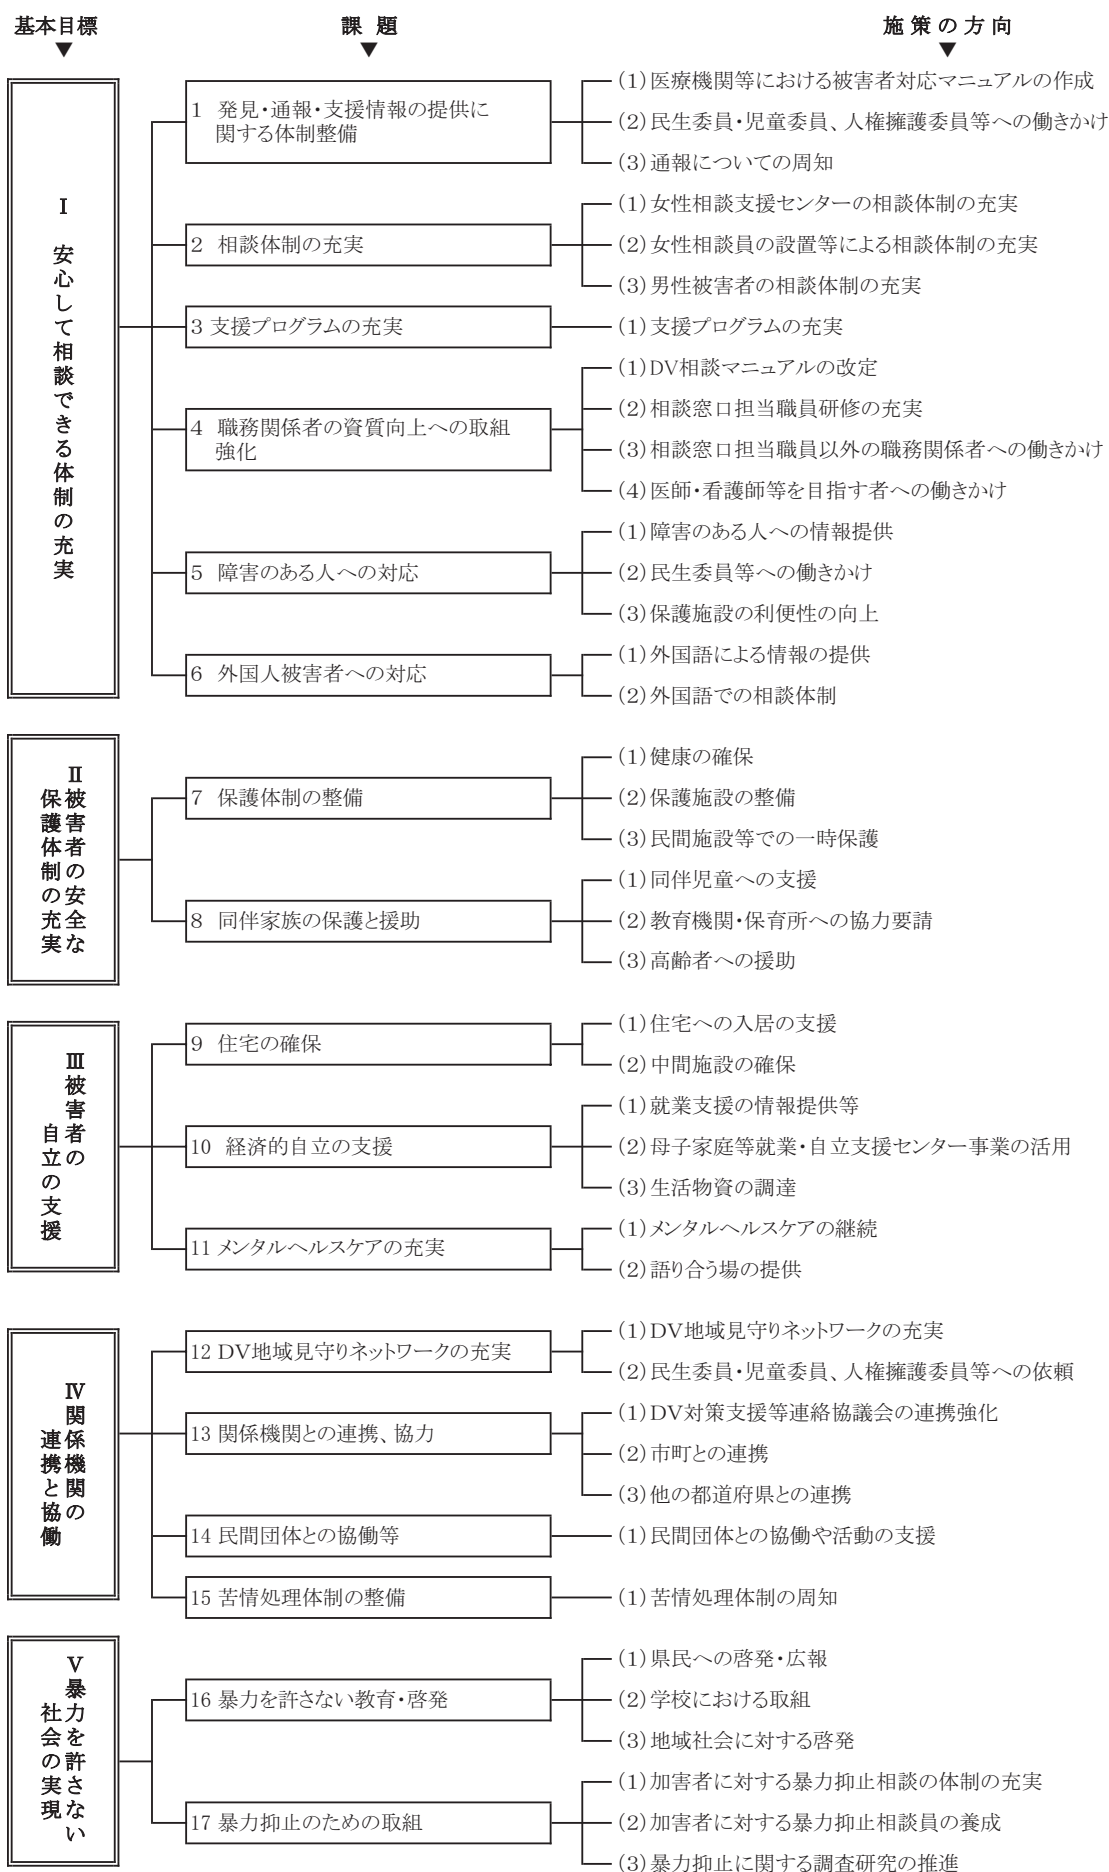 基本目標
課 題
施 策 の 方 向
▼
▼
▼
Ⅰ 安心して相談できる体制の充実
1 発見・通報・支援情報の提供に
関する体制整備
(1)医療機関等における被害者対応マニュアルの作成
(2)民生委員・児童委員、人権擁護委員等への働きかけ
(3)通報についての周知
2 相談体制の充実
(1)女性相談支援センターの相談体制の充実
(2)女性相談員の設置等による相談体制の充実
(3)男性被害者の相談体制の充実
3 支援プログラムの充実
(1)支援プログラムの充実
4 職務関係者の資質向上への取組
強化
(1)DV相談マニュアルの改定
(2)相談窓口担当職員研修の充実
(3)相談窓口担当職員以外の職務関係者への働きかけ
(4)医師・看護師等を目指す者への働きかけ
5 障害のある人への対応
(1)障害のある人への情報提供
(2)民生委員等への働きかけ
(3)保護施設の利便性の向上
6 外国人被害者への対応
(1)外国語による情報の提供
(2)外国語での相談体制
Ⅱ被害者の安全な
保護体制の充実
7 保護体制の整備
(1)健康の確保
(2)保護施設の整備
(3)民間施設等での一時保護
8 同伴家族の保護と援助
(1)同伴児童への支援
(2)教育機関・保育所への協力要請
(3)高齢者への援助
Ⅲ被害者の
自立の支援
9 住宅の確保
(1)住宅への入居の支援
(2)中間施設の確保
10 経済的自立の支援
(1)就業支援の情報提供等
(2)母子家庭等就業・自立支援センター事業の活用
(3)生活物資の調達
11 メンタルヘルスケアの充実
(1)メンタルヘルスケアの継続
(2)語り合う場の提供
Ⅳ関係機関の
連携と協働
12 DV地域見守りネットワークの充実
(1)DV地域見守りネットワークの充実
(2)民生委員・児童委員、人権擁護委員等への依頼
13 関係機関との連携、協力
(1)DV対策支援等連絡協議会の連携強化
(2)市町との連携
(3)他の都道府県との連携
14 民間団体との協働等
(1)民間団体との協働や活動の支援
15 苦情処理体制の整備
(1)苦情処理体制の周知
Ⅴ暴力を許さない
社会の実現
16 暴力を許さない教育・啓発
(1)県民への啓発・広報
(2)学校における取組
(3)地域社会に対する啓発
17 暴力抑止のための取組
(1)加害者に対する暴力抑止相談の体制の充実
(2)加害者に対する暴力抑止相談員の養成
(3)暴力抑止に関する調査研究の推進